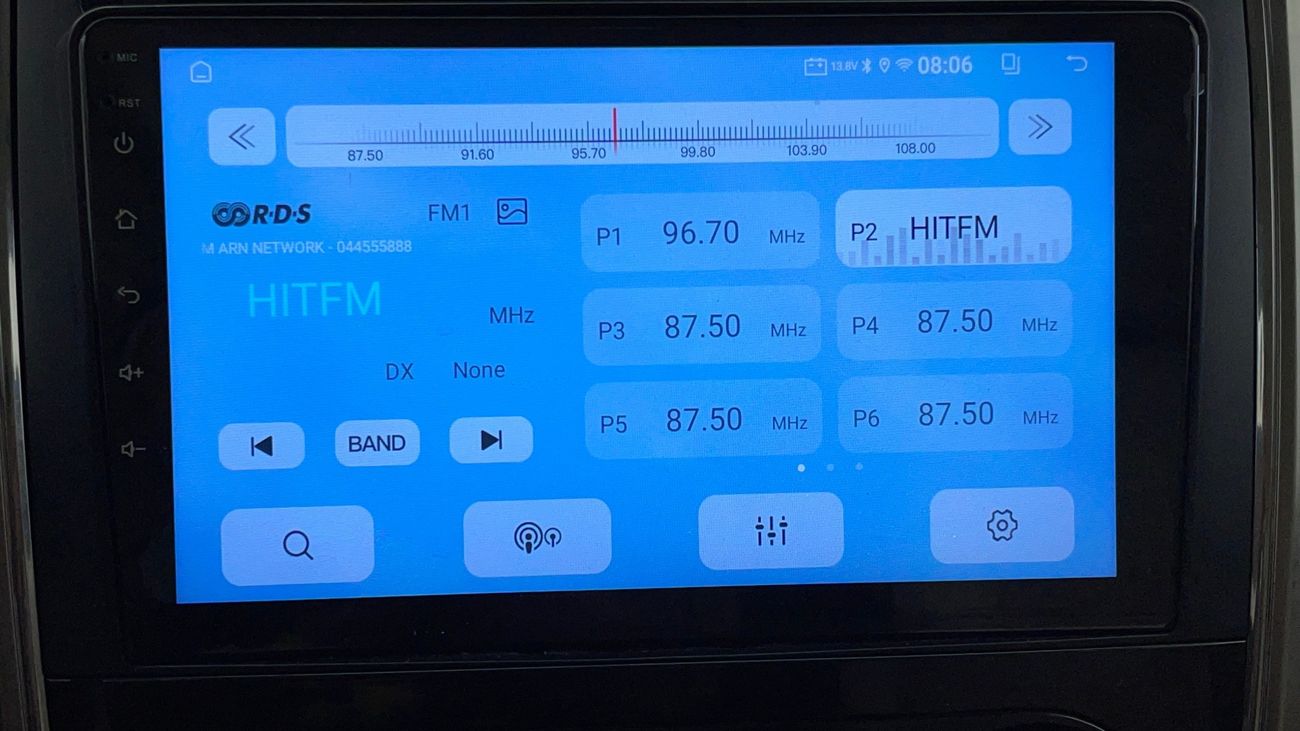 MIC
13.8V 08:06
RST
87.50 91.60 95.70 99.80 103.90 108.00
R·D·S FM1
M ARN NETWORK - 044555888
HITFM MHz
DX None
BAND
P1 96.70 MHz
P2 HITFM
P3 87.50 MHz
P4 87.50 MHz
P5 87.50 MHz
P6 87.50 MHz